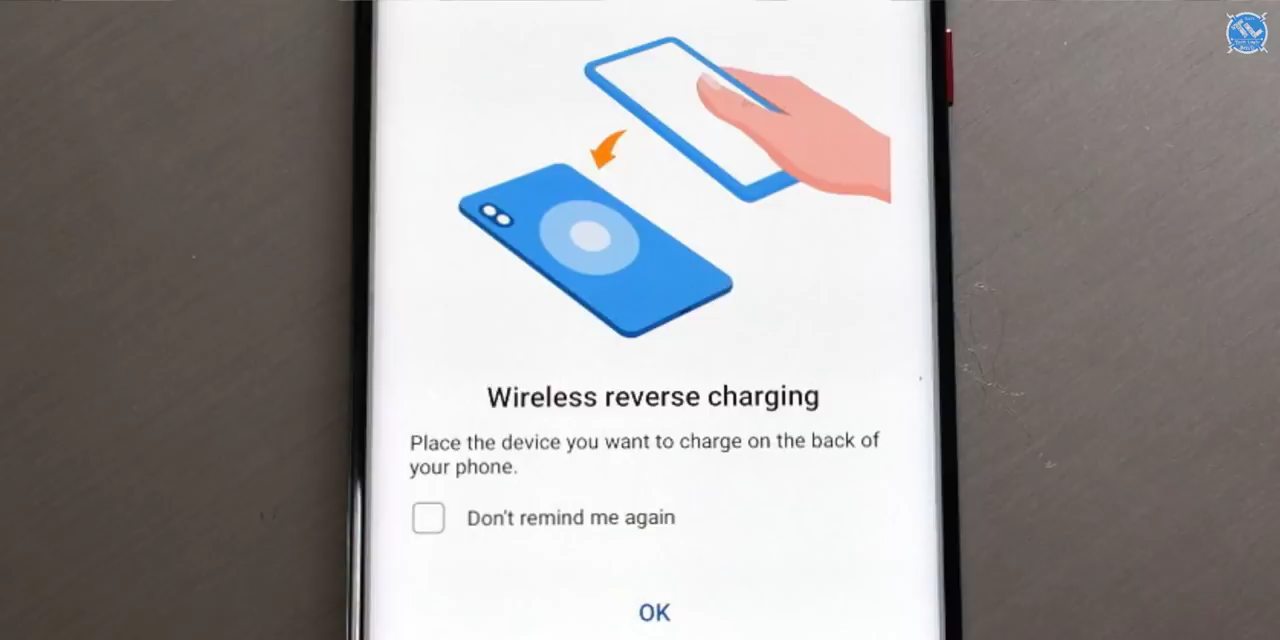 Wireless reverse charging
Place the device you want to charge on the back of
your phone.
Don't remind me again
OK